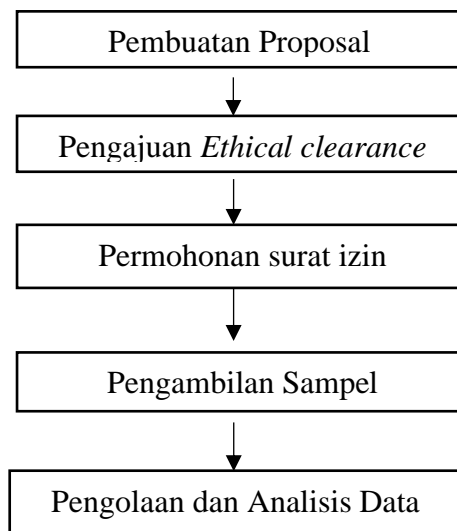 Pembuatan Proposal
Pengajuan Ethical clearance
Permohonan surat izin
Pengambilan Sampel
Pengolaan dan Analisis Data